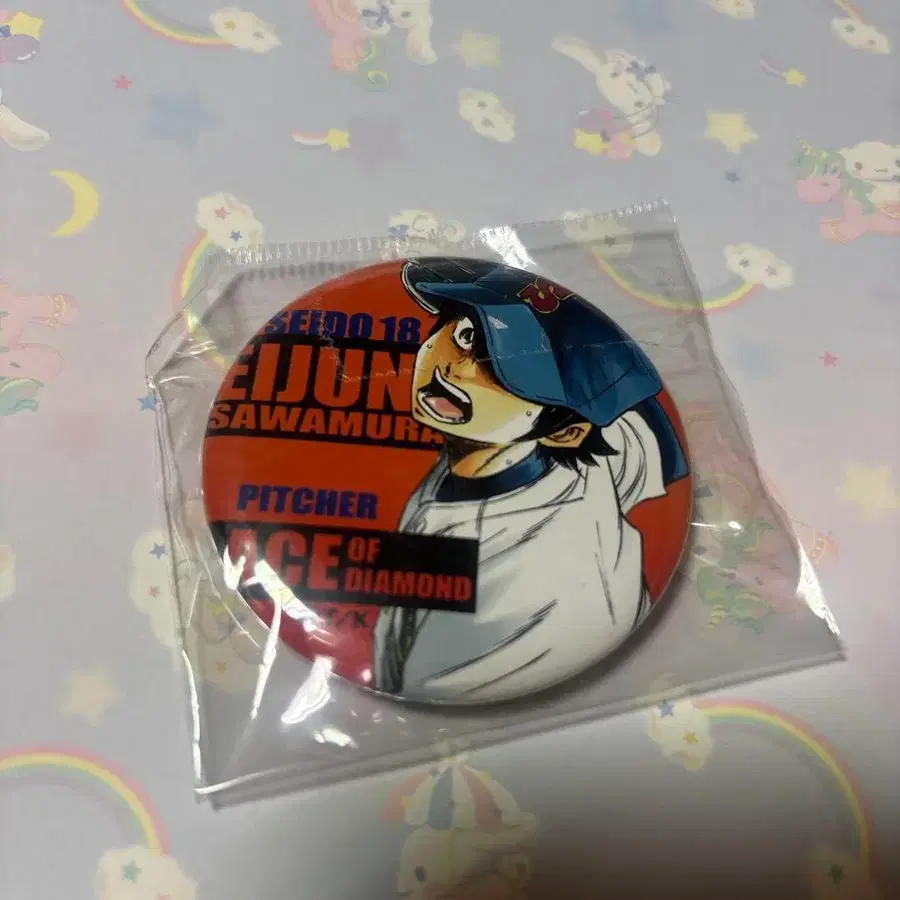 SEIDO 18
EIJUN
SAWAMURA
PITCHER
ACE OF
DIAMOND